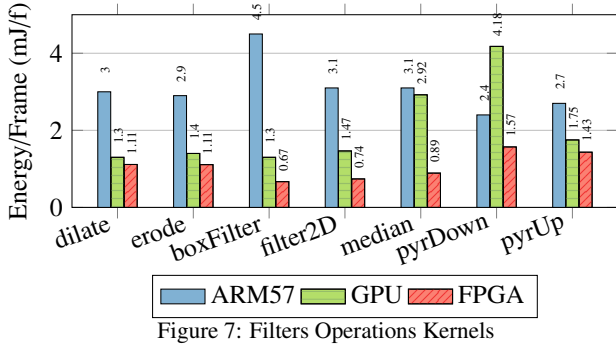 Energy/Frame (mJ/f)
4
2
0
3
1.3
1.11
2.9
1.4
1.11
4.5
1.3
0.67
3.1
1.47
0.74
3.1
2.92
0.89
2.4
4.18
1.57
2.7
1.75
1.43
dilate
erode
boxFilter
filter2D
median
pyrDown
pyrUp
ARM57 GPU FPGA
Figure 7: Filters Operations Kernels